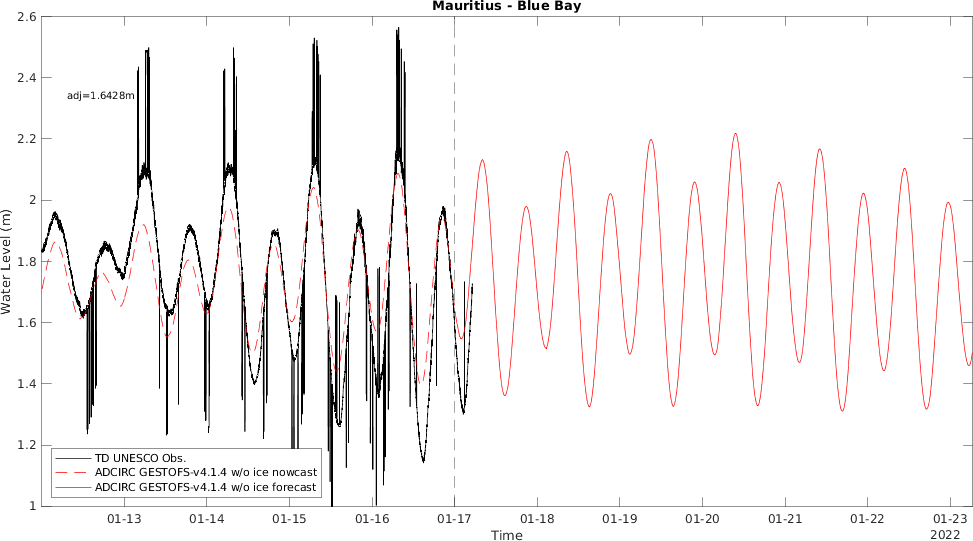 Mauritius - Blue Bay
2.6
2.4
2.2
2
1.8
1.6
1.4
1.2
1
Water Level (m)
adj=1.6428m
TD UNESCO Obs.
ADCIRC GESTOFS-v4.1.4 w/o ice nowcast
ADCIRC GESTOFS-v4.1.4 w/o ice forecast
01-13 01-14 01-15 01-16 01-17 01-18 01-19 01-20 01-21 01-22 01-23
2022
Time